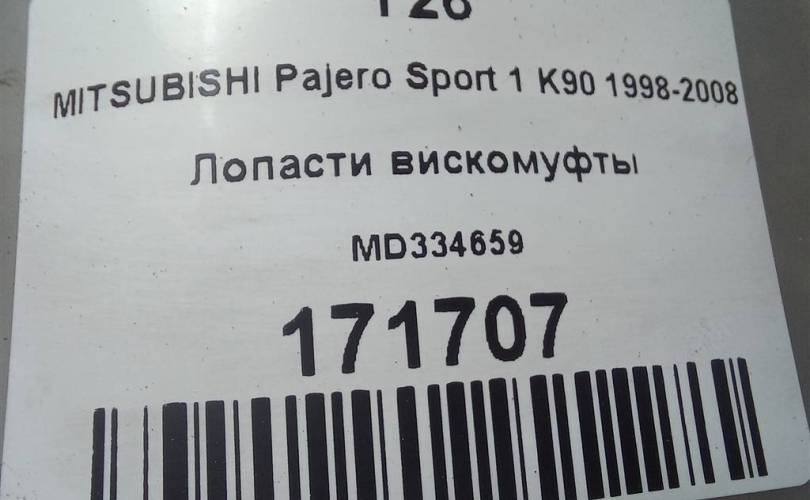 MITSUBISHI Pajero Sport 1 K90 1998-2008
Лопасти вискомуфты
MD334659
171707